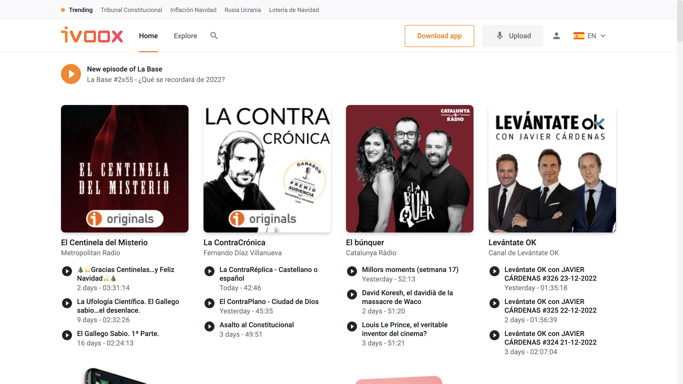 Trending Tribunal Constitucional Inflación Navidad Rusia Ucrania Lotería de Navidad
ivoox Home Explore Download app Upload EN
New episode of La Base
La Base #2x55 - ¿Qué se recordará de 2022?
EL CENTINELA
DEL MISTERIO
originals
LA CONTRA
CRÓNICA
GANADOR
PREMIO
AUDIENCIA
originals
CATALUNYA
RÀDIO
EL
BÚN
QUER
LEVÁNTATE OK
CON JAVIER CÁRDENAS
El Centinela del Misterio
Metropolitan Radio
🎄⭐Gracias Centinelas...y Feliz
Navidad⭐🎄
2 days - 03:31:14
La Ufología Científica. El Gallego
sabio...el desenlace.
9 days - 02:32:26
El Gallego Sabio. 1ª Parte.
16 days - 02:24:13
La ContraCrónica
Fernando Díaz Villanueva
La ContraRéplica - Castellano o
español
Today - 42:46
El ContraPlano - Ciudad de Dios
Yesterday - 45:35
Asalto al Constitucional
3 days - 49:51
El búnquer
Catalunya Ràdio
Millors moments (setmana 17)
Yesterday - 52:13
David Koresh, el davidià de la
massacre de Waco
2 days - 51:20
Louis Le Prince, el veritable
inventor del cinema?
3 days - 51:21
Levántate OK
Canal de Levántate OK
Levántate OK con JAVIER
CÁRDENAS #326 23-12-2022
Yesterday - 01:35:18
Levántate OK con JAVIER
CÁRDENAS #325 22-12-2022
2 days - 01:56:39
Levántate OK con JAVIER
CÁRDENAS #324 21-12-2022
3 days - 02:07:04